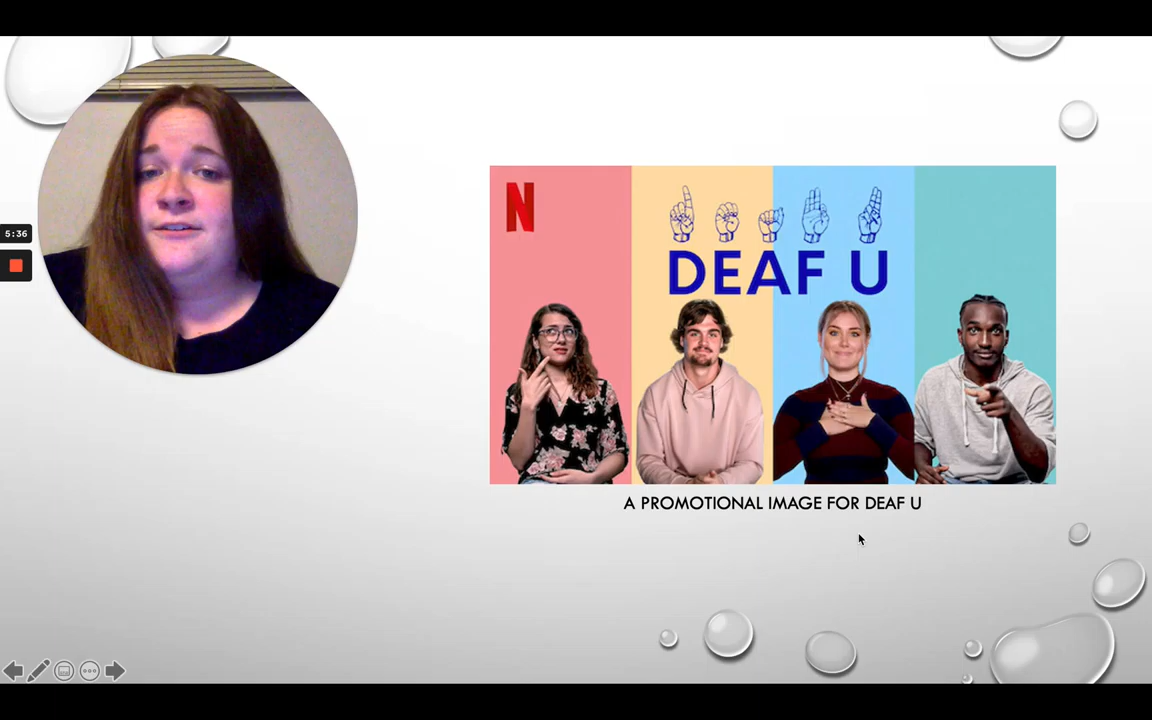 5:36
N
DEAF U
A PROMOTIONAL IMAGE FOR DEAF U